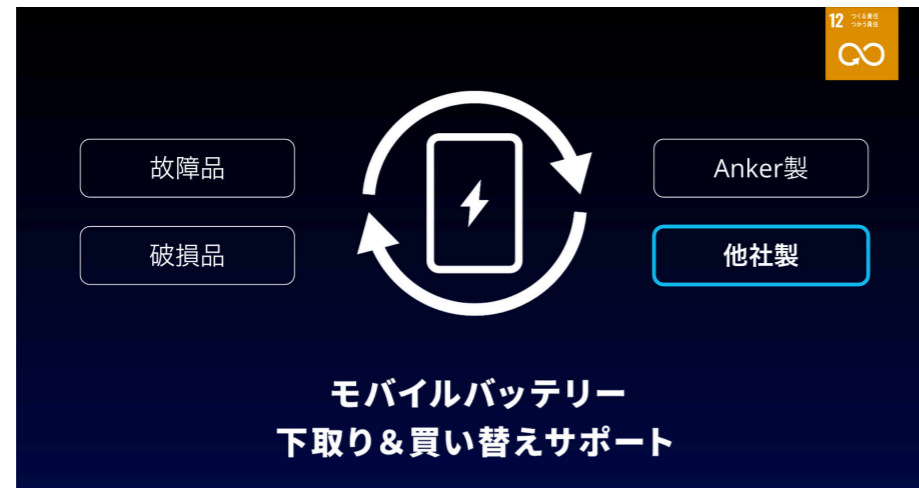 12 つくる責任
つかう責任
故障品
Anker製
破損品
他社製
モバイルバッテリー
下取り&買い替えサポート